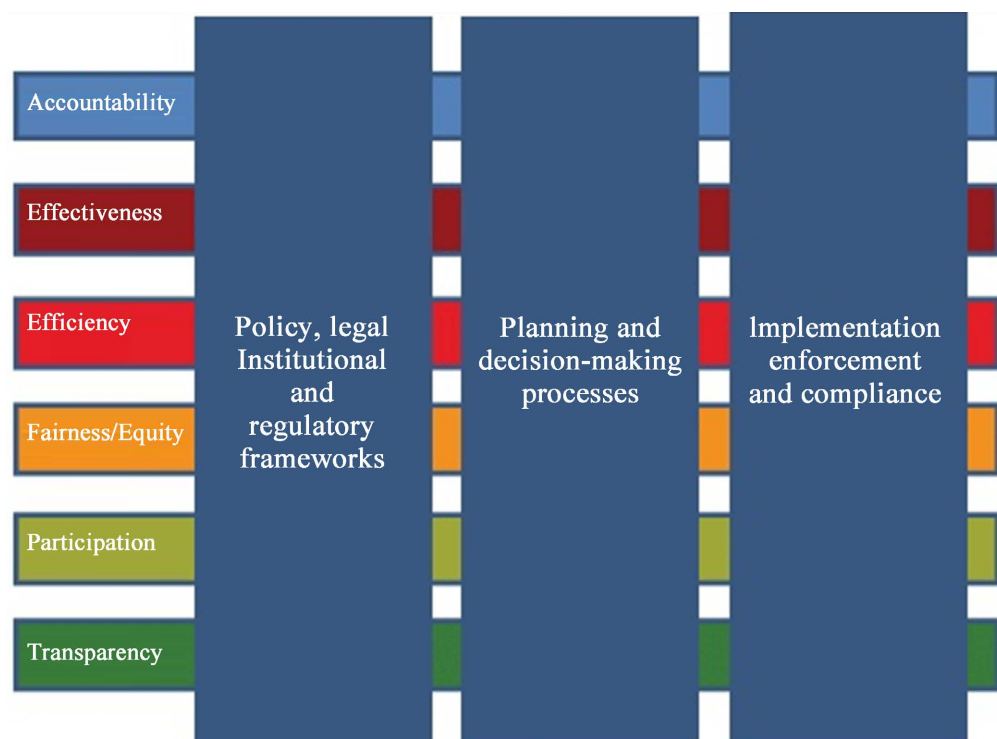 Accountability
Effectiveness
Efficiency
Fairness/Equity
Participation
Transparency
Policy, legal
Institutional
and
regulatory
frameworks
Planning and
decision-making
processes
Implementation
enforcement
and compliance